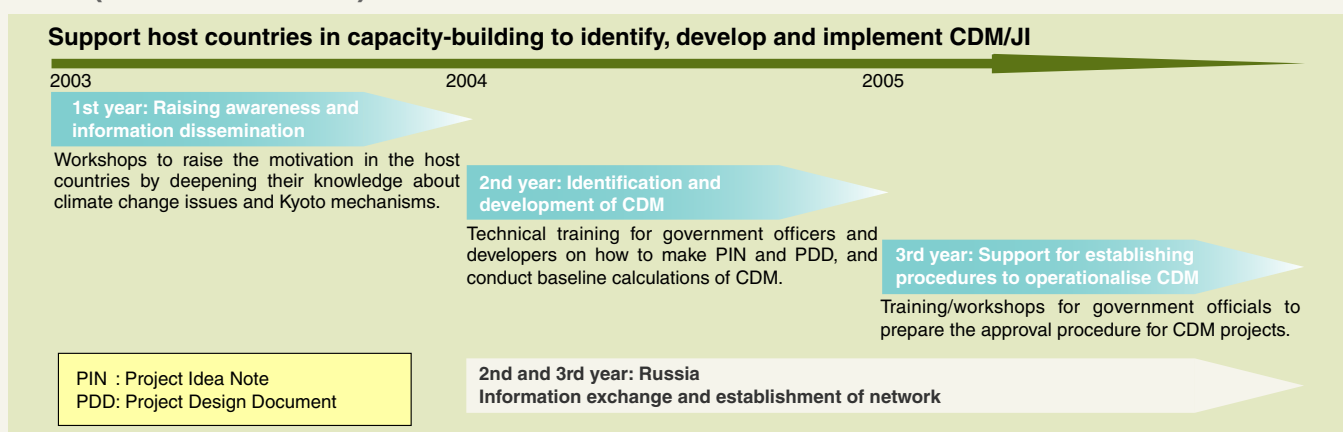 Support host countries in capacity-building to identify, develop and implement CDM/JI
2003
2004
2005
1st year: Raising awareness and
information dissemination
Workshops to raise the motivation in the host
countries by deepening their knowledge about
climate change issues and Kyoto mechanisms.
2nd year: Identification and
development of CDM
Technical training for government officers and
developers on how to make PIN and PDD, and
conduct baseline calculations of CDM.
3rd year: Support for establishing
procedures to operationalise CDM
Training/workshops for government officials to
prepare the approval procedure for CDM projects.
PIN : Project Idea Note
PDD: Project Design Document
2nd and 3rd year: Russia
Information exchange and establishment of network